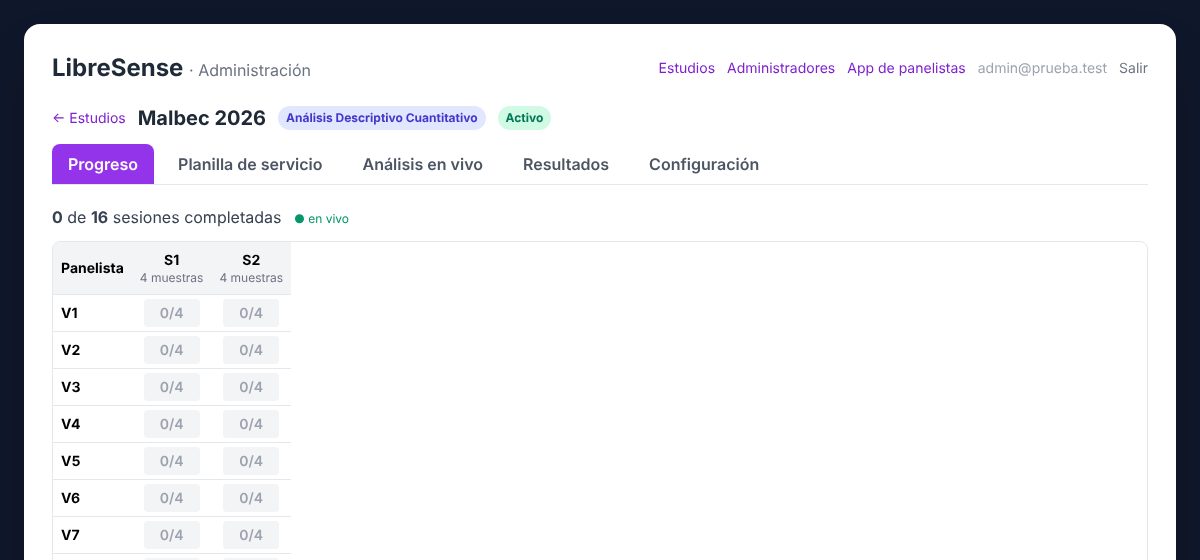 LibreSense · Administración
Estudios Administradores App de panelistas admin@prueba.test Salir
← Estudios Malbec 2026 Análisis Descriptivo Cuantitativo Activo
Progreso Planilla de servicio Análisis en vivo Resultados Configuración
0 de 16 sesiones completadas ● en vivo
Panelista S1 S2
4 muestras 4 muestras
V1 0/4 0/4
V2 0/4 0/4
V3 0/4 0/4
V4 0/4 0/4
V5 0/4 0/4
V6 0/4 0/4
V7 0/4 0/4